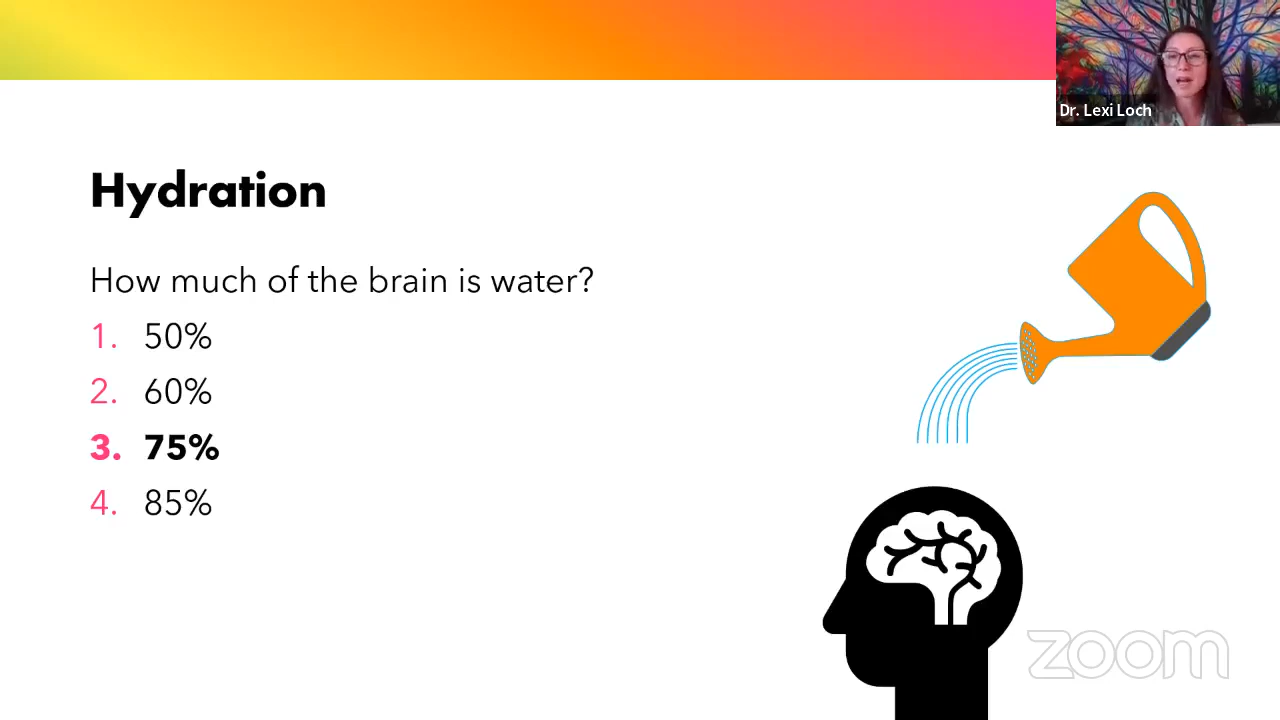 Dr. Lexi Loch
Hydration
How much of the brain is water?
1. 50%
2. 60%
3. 75%
4. 85%
zoom